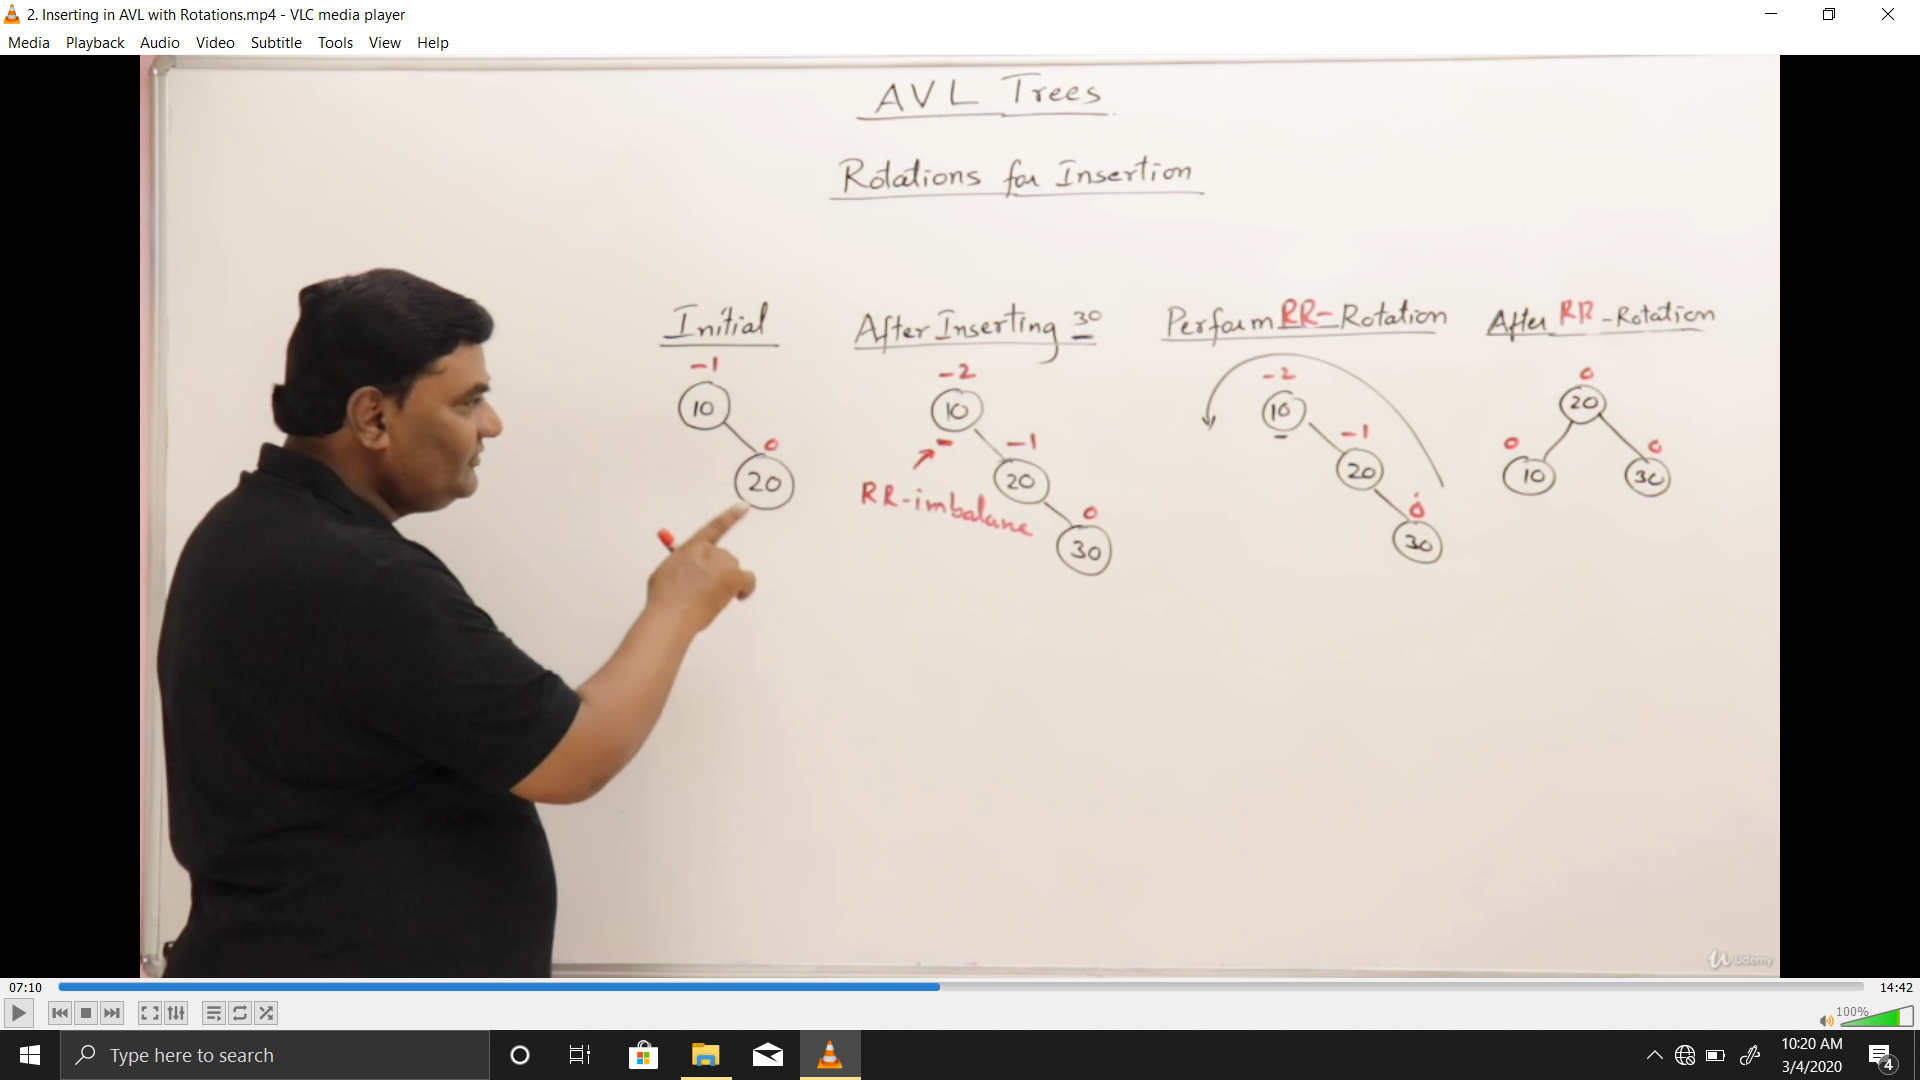 2. Inserting in AVL with Rotations.mp4 - VLC media player
Media Playback Audio Video Subtitle Tools View Help
AVL Trees
Rotations for Insertion
Initial
-1
10
0
20
After Inserting 30
-2
10
-1
20
0
30
RR-imbalane
Perform RR-Rotation
-2
10
-1
20
0
30
After RR-Rotation
0
20
0
10
0
30
Udemy
07:10
14:42
100%
Type here to search
10:20 AM
3/4/2020
4